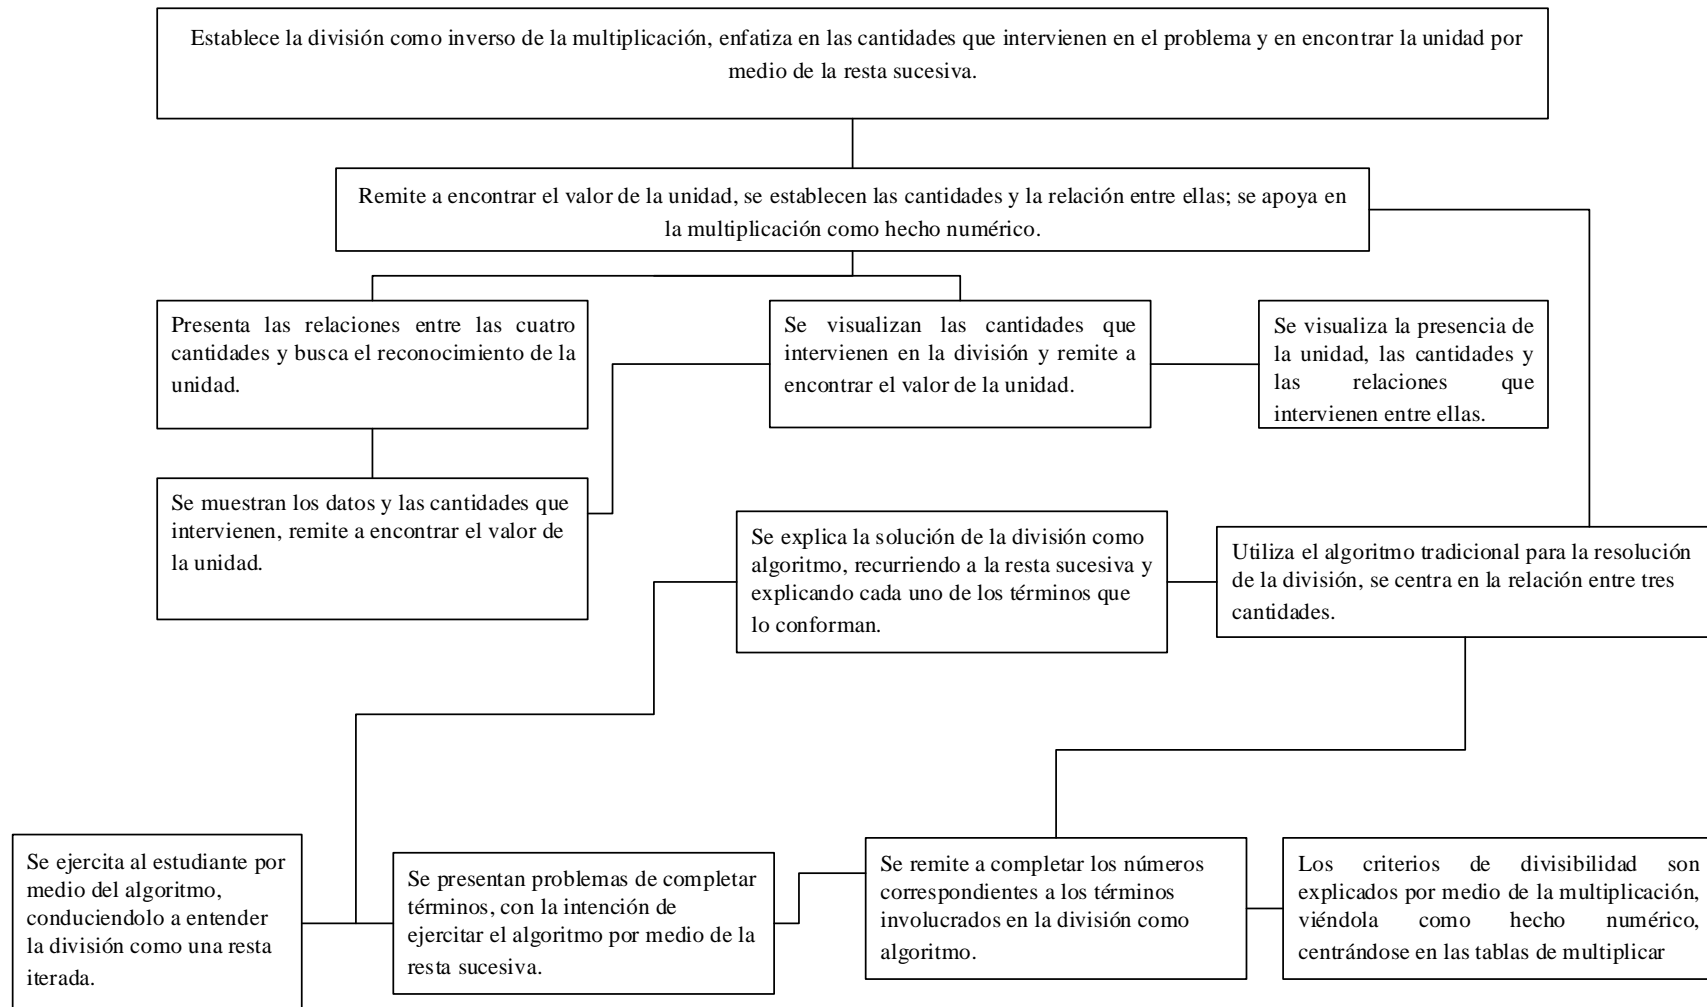 Establece la división como inverso de la multiplicación, enfatiza en las cantidades que intervienen en el problema y en encontrar la unidad por
medio de la resta sucesiva.
Remite a encontrar el valor de la unidad, se establecen las cantidades y la relación entre ellas; se apoya en
la multiplicación como hecho numérico.
Presenta las relaciones entre las cuatro
cantidades y busca el reconocimiento de la
unidad.
Se visualizan las cantidades que
intervienen en la división y remite a
encontrar el valor de la unidad.
Se visualiza la presencia de
la unidad, las cantidades y
las relaciones que
intervienen entre ellas.
Se muestran los datos y las cantidades que
intervienen, remite a encontrar el valor de
la unidad.
Se explica la solución de la división como
algoritmo, recurriendo a la resta sucesiva y
explicando cada uno de los términos que
lo conforman.
Utiliza el algoritmo tradicional para la resolución
de la división, se centra en la relación entre tres
cantidades.
Se ejercita al estudiante por
medio del algoritmo,
conduciendolo a entender
la división como una resta
iterada.
Se presentan problemas de completar
términos, con la intención de
ejercitar el algoritmo por medio de la
resta sucesiva.
Se remite a completar los números
correspondientes a los términos
involucrados en la división como
algoritmo.
Los criterios de divisibilidad son
explicados por medio de la multiplicación,
viéndola como hecho numérico,
centrándose en las tablas de multiplicar